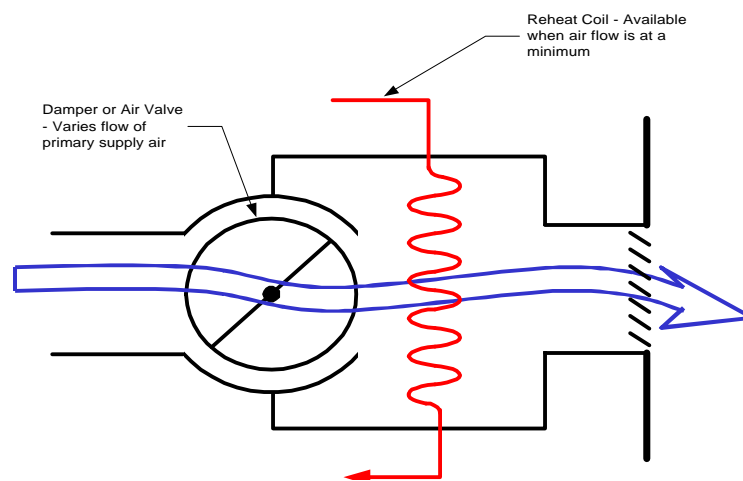 Reheat Coil - Available
when air flow is at a
minimum
Damper or Air Valve
- Varies flow of
primary supply air